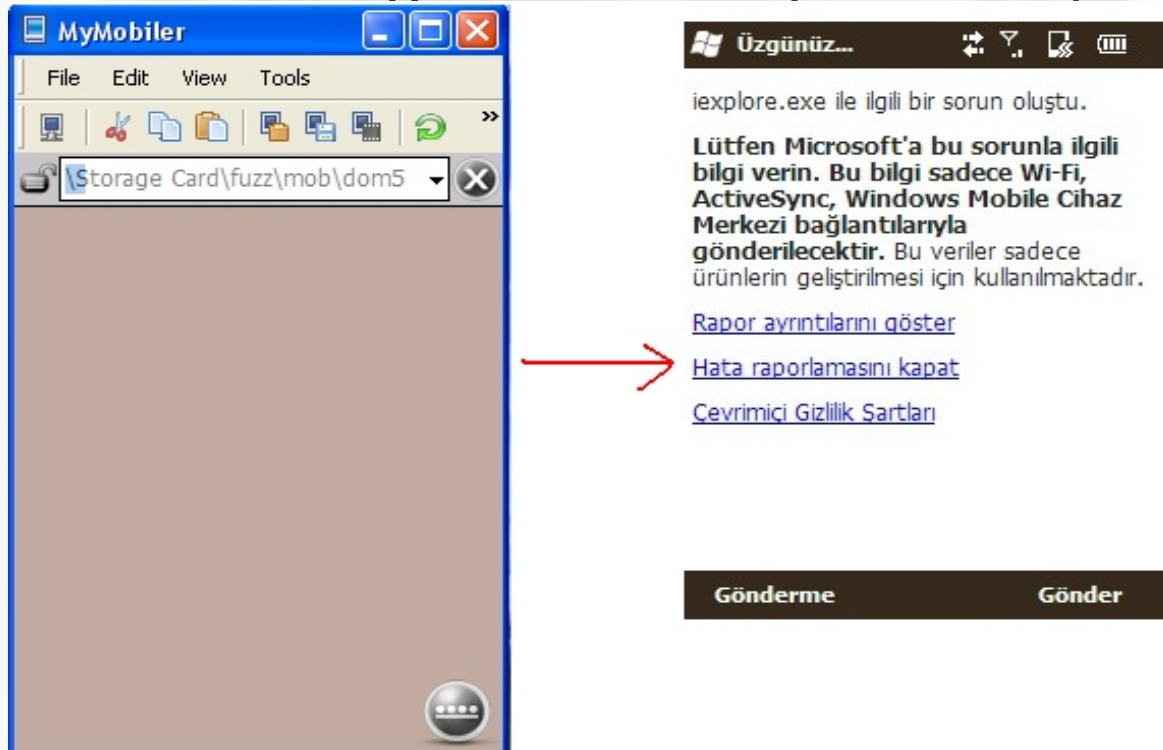 MyMobiler
File Edit View Tools
\Storage Card\fuzz\mob\dom5
Üzgünüz...
iexplore.exe ile ilgili bir sorun oluştu.
Lütfen Microsoft'a bu sorunla ilgili
bilgi verin. Bu bilgi sadece Wi-Fi,
ActiveSync, Windows Mobile Cihaz
Merkezi bağlantılarıyla
gönderilecektir. Bu veriler sadece
ürünlerin geliştirilmesi için kullanılmaktadır.
Rapor ayrıntılarını göster
Hata raporlamasını kapat
Çevrimiçi Gizlilik Şartları
Gönderme Gönder